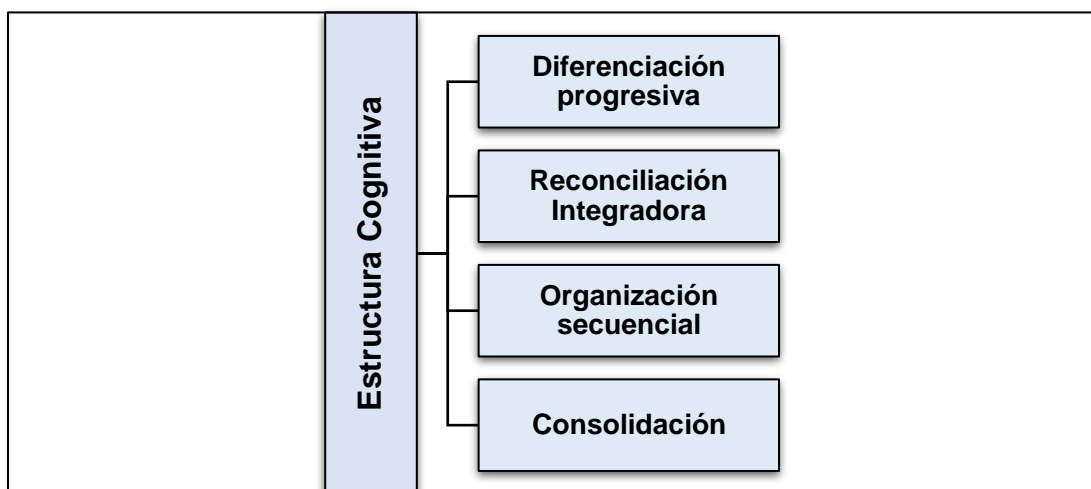 Estructura Cognitiva
Diferenciación
progresiva
Reconciliación
Integradora
Organización
secuencial
Consolidación